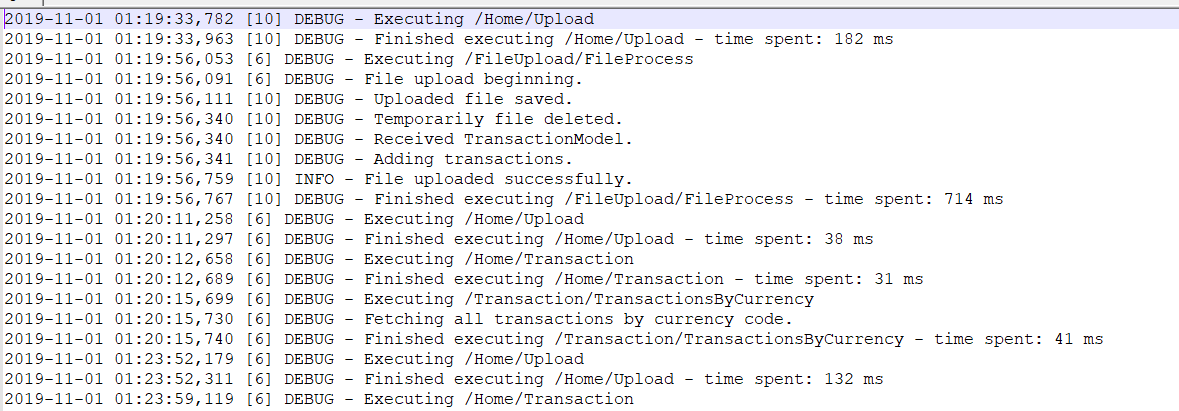 2019-11-01 01:19:33,782 [10] DEBUG - Executing /Home/Upload
2019-11-01 01:19:33,963 [10] DEBUG - Finished executing /Home/Upload - time spent: 182 ms
2019-11-01 01:19:56,053 [6] DEBUG - Executing /FileUpload/FileProcess
2019-11-01 01:19:56,091 [6] DEBUG - File upload beginning.
2019-11-01 01:19:56,111 [10] DEBUG - Uploaded file saved.
2019-11-01 01:19:56,340 [10] DEBUG - Temporarily file deleted.
2019-11-01 01:19:56,340 [10] DEBUG - Received TransactionModel.
2019-11-01 01:19:56,341 [10] DEBUG - Adding transactions.
2019-11-01 01:19:56,759 [10] INFO - File uploaded successfully.
2019-11-01 01:19:56,767 [10] DEBUG - Finished executing /FileUpload/FileProcess - time spent: 714 ms
2019-11-01 01:20:11,258 [6] DEBUG - Executing /Home/Upload
2019-11-01 01:20:11,297 [6] DEBUG - Finished executing /Home/Upload - time spent: 38 ms
2019-11-01 01:20:12,658 [6] DEBUG - Executing /Home/Transaction
2019-11-01 01:20:12,689 [6] DEBUG - Finished executing /Home/Transaction - time spent: 31 ms
2019-11-01 01:20:15,699 [6] DEBUG - Executing /Transaction/TransactionsByCurrency
2019-11-01 01:20:15,730 [6] DEBUG - Fetching all transactions by currency code.
2019-11-01 01:20:15,740 [6] DEBUG - Finished executing /Transaction/TransactionsByCurrency - time spent: 41 ms
2019-11-01 01:23:52,179 [6] DEBUG - Executing /Home/Upload
2019-11-01 01:23:52,311 [6] DEBUG - Finished executing /Home/Upload - time spent: 132 ms
2019-11-01 01:23:59,119 [6] DEBUG - Executing /Home/Transaction